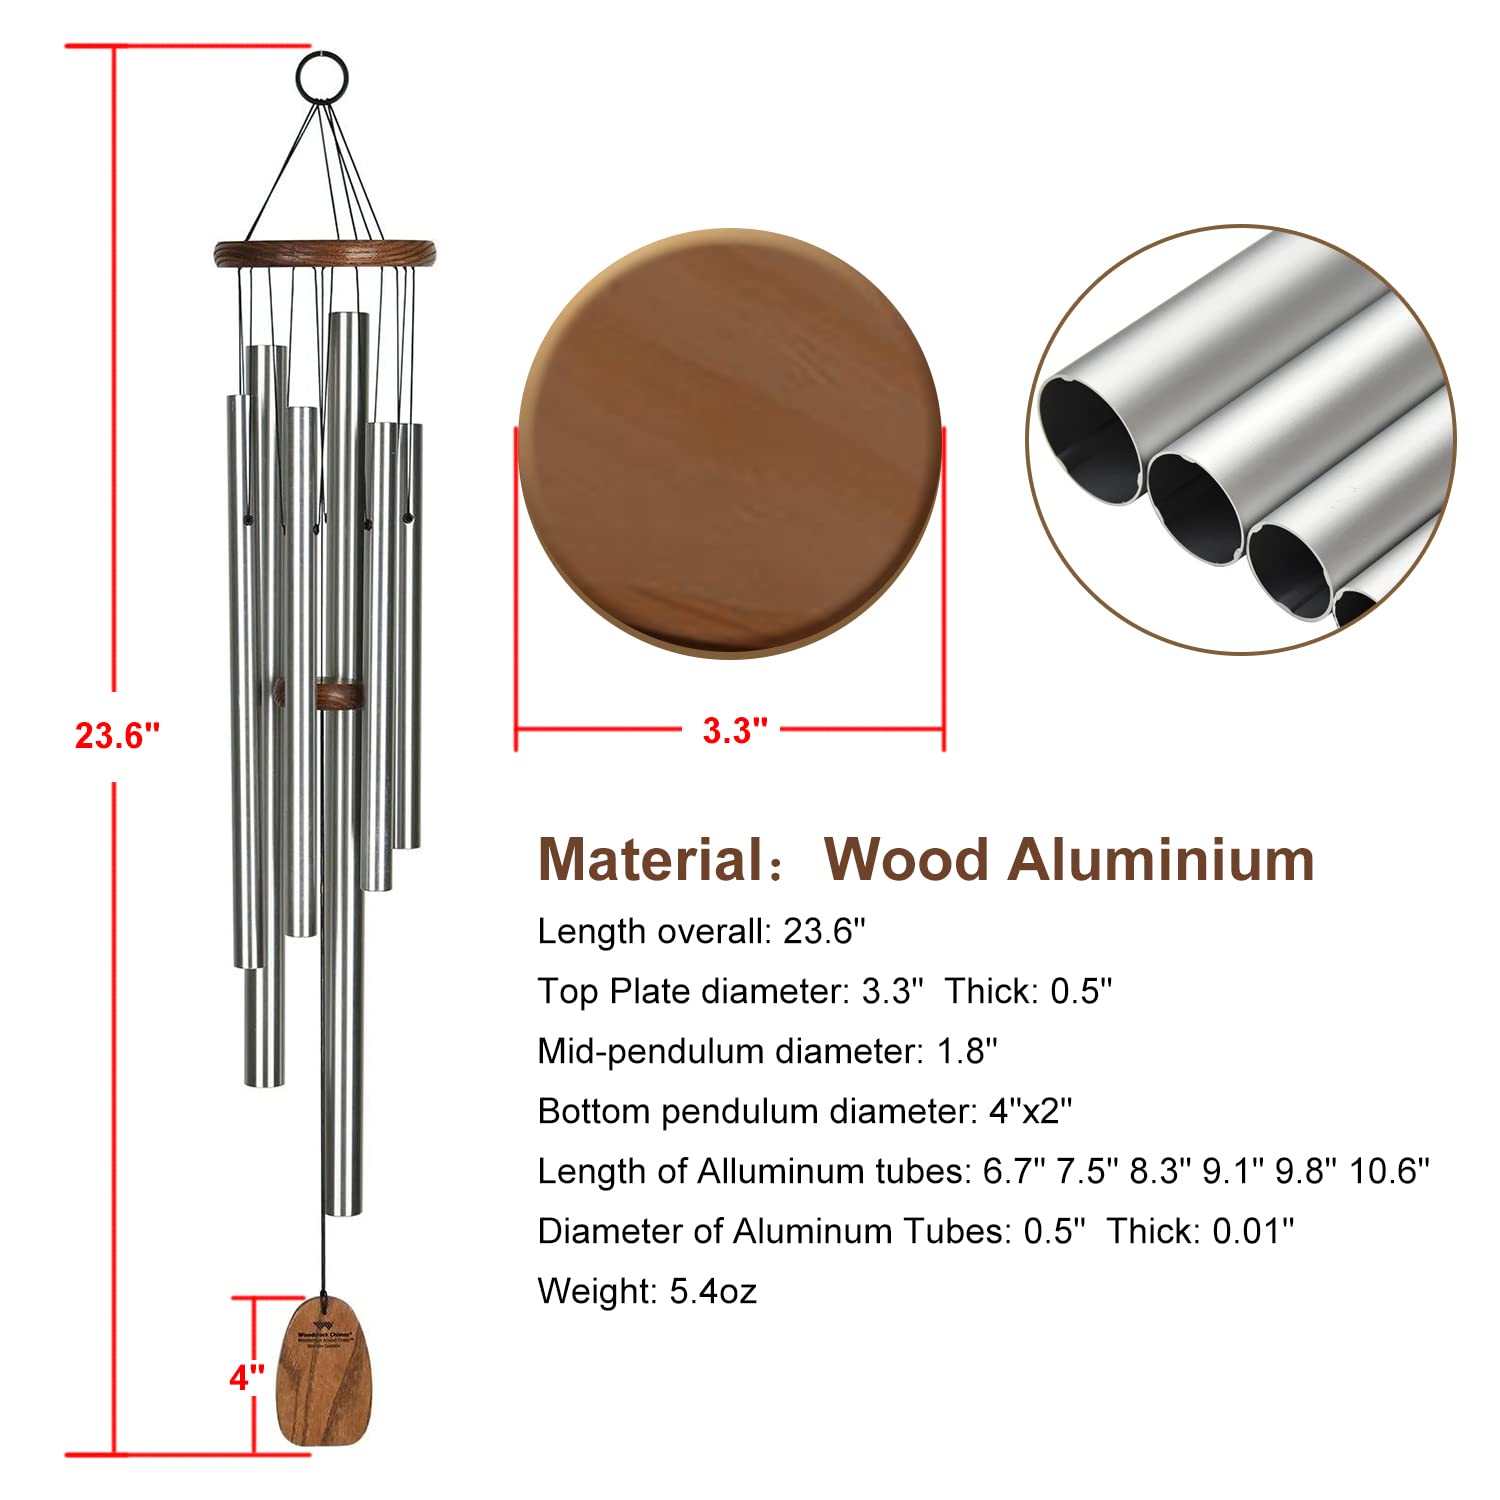 23.6"
3.3"
Material： Wood Aluminium
Length overall: 23.6"
Top Plate diameter: 3.3" Thick: 0.5"
Mid-pendulum diameter: 1.8"
Bottom pendulum diameter: 4"x2"
Length of Alluminum tubes: 6.7" 7.5" 8.3" 9.1" 9.8" 10.6"
Diameter of Aluminum Tubes: 0.5" Thick: 0.01"
Weight: 5.4oz
4"
Woodstock Chimes®